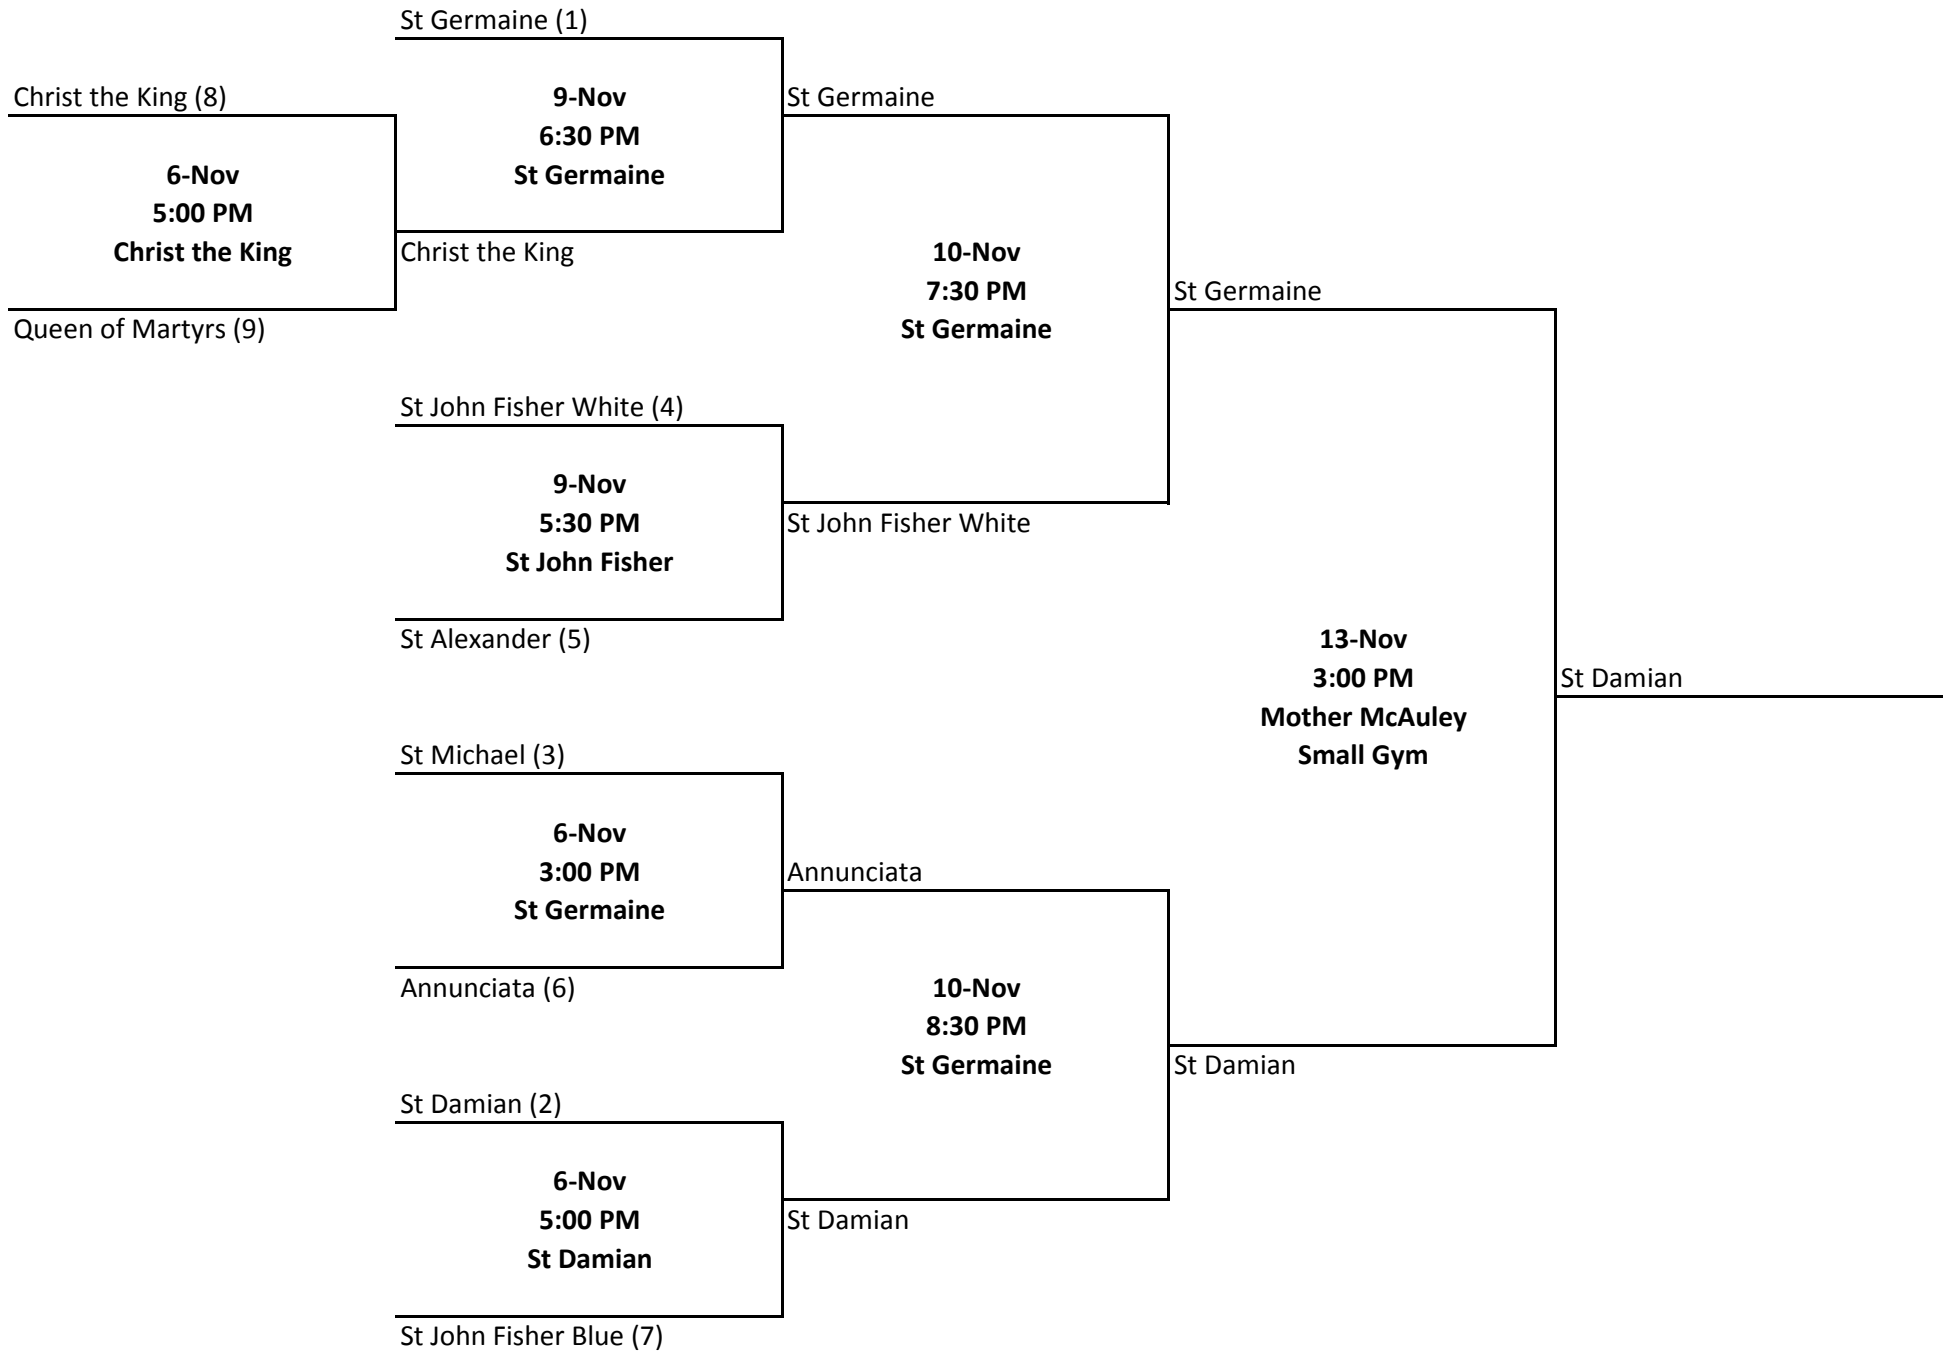 St Germaine (1)
Christ the King (8)
9-Nov
6:30 PM
St Germaine
St Germaine
6-Nov
5:00 PM
Christ the King
Christ the King
Queen of Martyrs (9)
10-Nov
7:30 PM
St Germaine
St Germaine
St John Fisher White (4)
9-Nov
5:30 PM
St John Fisher
St John Fisher White
St Alexander (5)
13-Nov
3:00 PM
Mother McAuley
Small Gym
St Damian
St Michael (3)
6-Nov
3:00 PM
St Germaine
Annunciata
Annunciata (6)
10-Nov
8:30 PM
St Germaine
St Damian
St Damian (2)
6-Nov
5:00 PM
St Damian
St Damian
St John Fisher Blue (7)